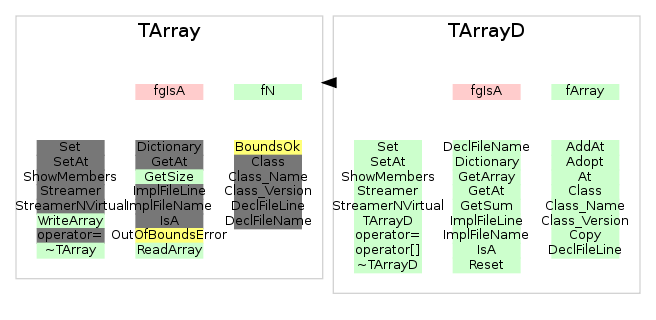 TArray
fgIsA fN
Set Dictionary BoundsOk
SetAt GetAt Class
ShowMembers GetSize Class_Name
Streamer ImplFileLine Class_Version
StreamerNVirtual ImplFileName DeclFileLine
WriteArray IsA DeclFileName
operator= OutOfBoundsError
~TArray ReadArray
TArrayD
fgIsA fArray
Set DeclFileName AddAt
SetAt Dictionary Adopt
ShowMembers GetArray At
Streamer GetAt Class
StreamerNVirtual GetSum Class_Name
TArrayD ImplFileLine Class_Version
operator= ImplFileName Copy
operator[] IsA DeclFileLine
~TArrayD Reset